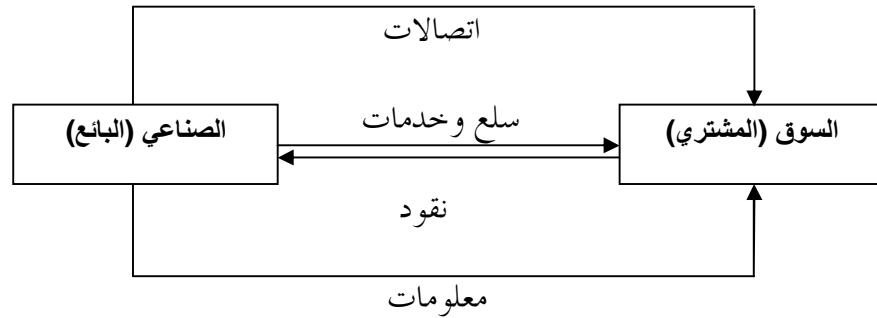 اتصالات
الصناعي (البائع)
سلع وخدمات
السوق (المشتري)
نقود
معلومات